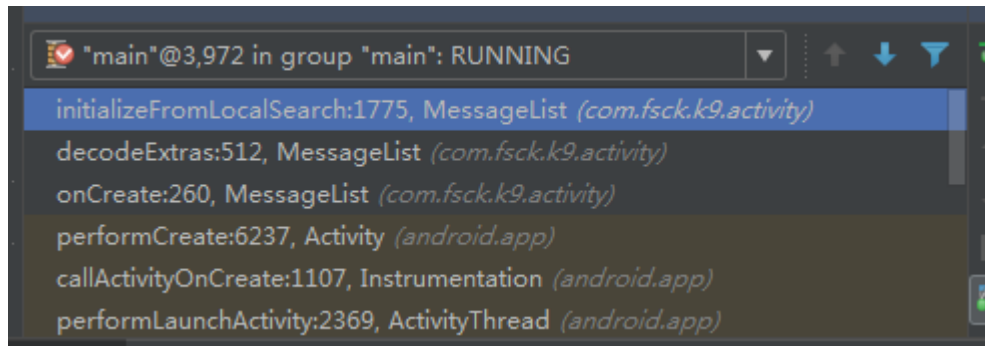 "main"@3,972 in group "main": RUNNING
initializeFromLocalSearch:1775, MessageList (com.fsck.k9.activity)
decodeExtras:512, MessageList (com.fsck.k9.activity)
onCreate:260, MessageList (com.fsck.k9.activity)
performCreate:6237, Activity (android.app)
callActivityOnCreate:1107, Instrumentation (android.app)
performLaunchActivity:2369, ActivityThread (android.app)